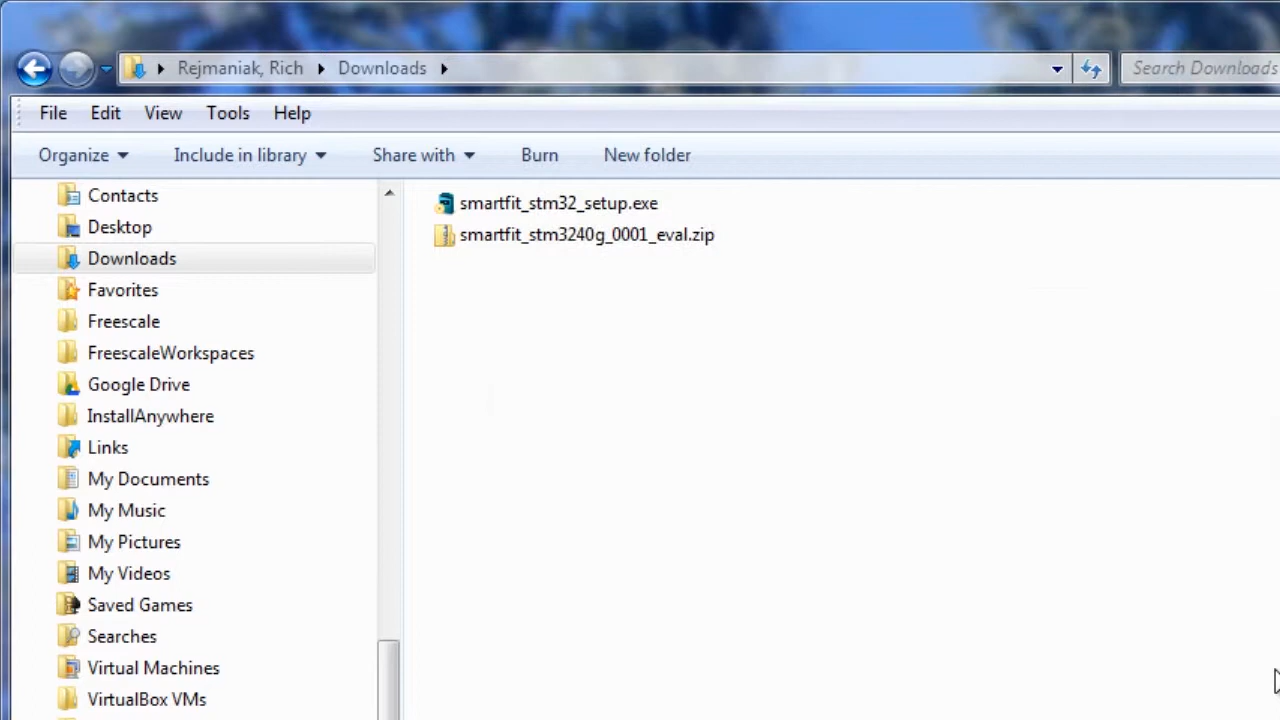 Rejmaniak, Rich Downloads Search Downloads
File Edit View Tools Help
Organize Include in library Share with Burn New folder
Contacts
Desktop
Downloads
Favorites
Freescale
FreescaleWorkspaces
Google Drive
InstallAnywhere
Links
My Documents
My Music
My Pictures
My Videos
Saved Games
Searches
Virtual Machines
VirtualBox VMs
smartfit_stm32_setup.exe
smartfit_stm3240g_0001_eval.zip